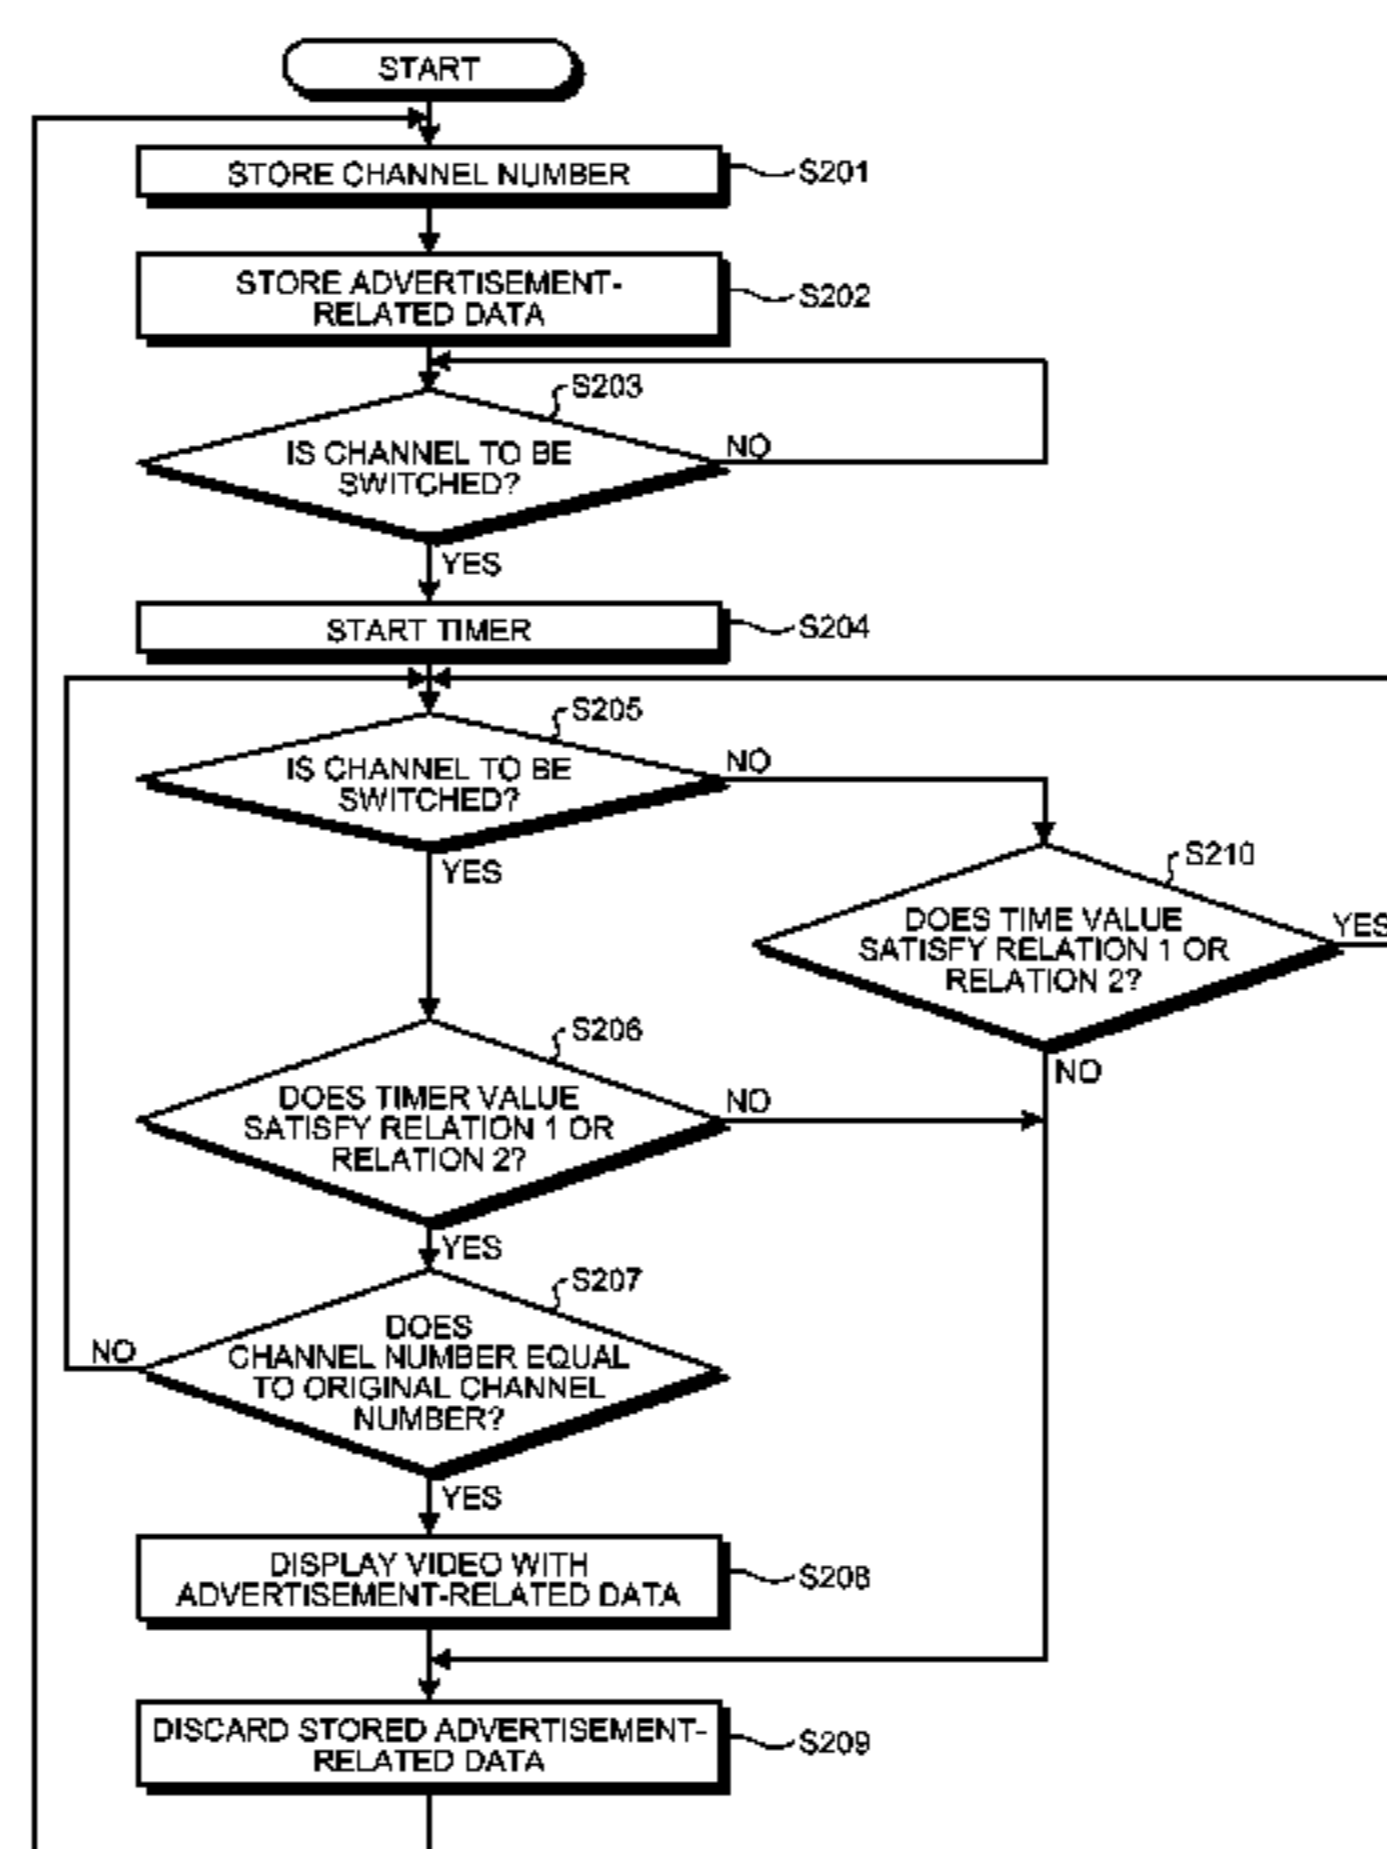 START
STORE CHANNEL NUMBER
S201
STORE ADVERTISEMENT-
RELATED DATA
S202
S203
IS CHANNEL TO BE
SWITCHED?
NO
YES
START TIMER
S204
S205
IS CHANNEL TO BE
SWITCHED?
NO
YES
S210
DOES TIME VALUE
SATISFY RELATION 1 OR
RELATION 2?
YES
NO
S206
DOES TIMER VALUE
SATISFY RELATION 1 OR
RELATION 2?
NO
YES
S207
DOES
CHANNEL NUMBER EQUAL
TO ORIGINAL CHANNEL
NUMBER?
NO
YES
DISPLAY VIDEO WITH
ADVERTISEMENT-RELATED DATA
S208
DISCARD STORED ADVERTISEMENT-
RELATED DATA
S209